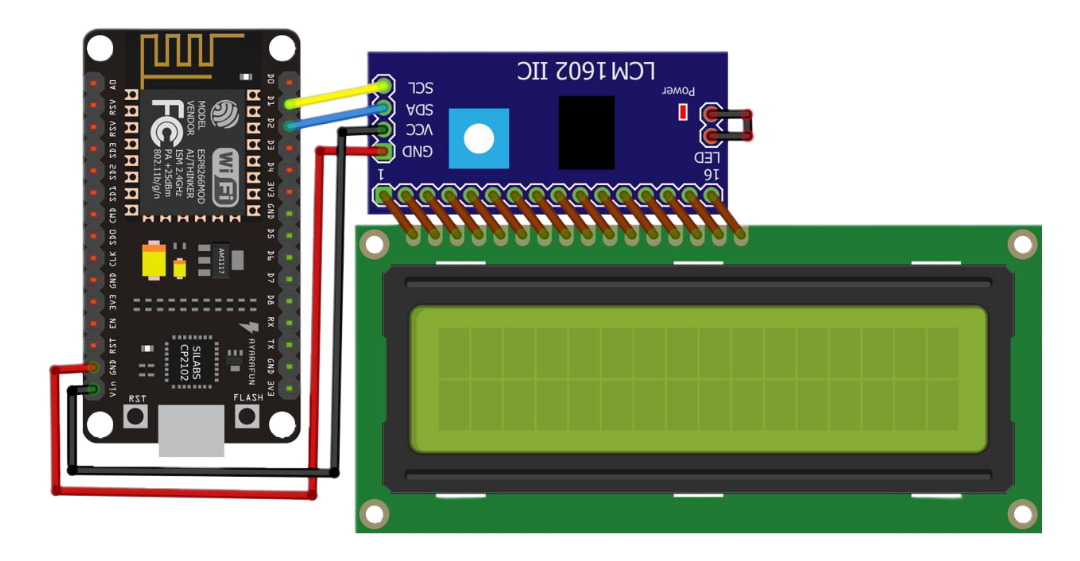 A0
RSV
RSV
SD3
SD2
SD1
CMD
SD0
CLK
GND
3V3
EN
RST
GND
Vin
D0
D1
D2
D3
D4
3V3
GND
D5
D6
D7
D8
RX
TX
GND
3V3
MODEL
VENDOR
ESP8266MOD
AI/THINKER
ISM 2.4GHz
PA +25dBm
802.11b/g/n
FC
Wi Fi
AM1117
SILABS
CP2102
AYARAFUN
RST
FLASH
LCM1602 IIC
SCL
SDA
VCC
GND
Power
LED
1
16